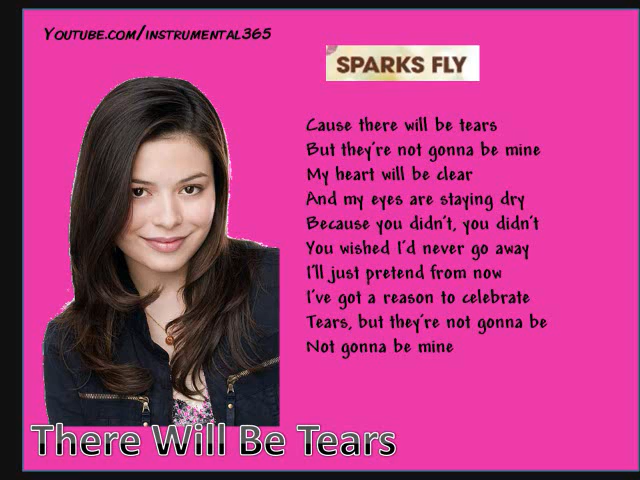 YOUTUBE.COM/INSTRUMENTAL365
SPARKS FLY
Cause there will be tears
But they're not gonna be mine
My heart will be clear
And my eyes are staying dry
Because you didn't, you didn't
You wished I'd never go away
I'll just pretend from now
I've got a reason to celebrate
Tears, but they're not gonna be
Not gonna be mine
There Will Be Tears